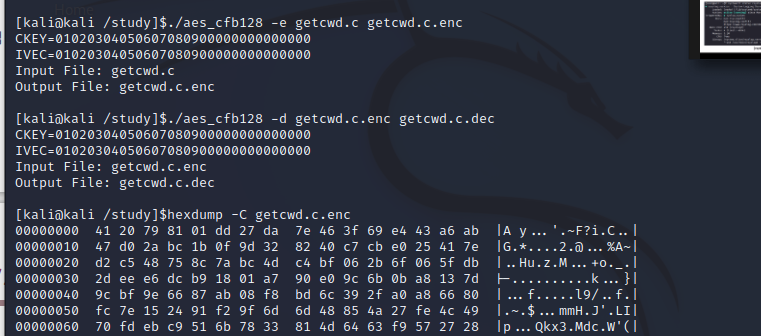 [kali@kali /study]$./aes_cfb128 -e getcwd.c getcwd.c.enc
CKEY=01020304050607080900000000000000
IVEC=01020304050607080900000000000000
Input File: getcwd.c
Output File: getcwd.c.enc
[kali@kali /study]$./aes_cfb128 -d getcwd.c.enc getcwd.c.dec
CKEY=01020304050607080900000000000000
IVEC=01020304050607080900000000000000
Input File: getcwd.c.enc
Output File: getcwd.c.dec
[kali@kali /study]$hexdump -C getcwd.c.enc
00000000  41 20 79 81 01 dd 27 da  7e 46 3f 69 e4 43 a6 ab  |A y...'.~F?i.C..|
00000010  47 d0 2a bc 1b 0f 9d 32  82 40 c7 cb e0 25 41 7e  |G.*....2.@...%A~|
00000020  d2 c5 48 75 8c 7a bc 4d  c4 bf 06 2b 6f 06 5f db  |..Hu.z.M...+o._.|
00000030  2d ee e6 dc b9 18 01 a7  90 e0 9c 6b 0b a8 13 7d  |-..........k...}|
00000040  9c bf 9e 66 87 ab 08 f8  bd 6c 39 2f a0 a8 66 80  |...f.....l9/..f.|
00000050  fc 7e 15 24 91 f2 9f 6d  6d 48 85 4a 27 fe 4c 49  |.~.$...mmH.J'.LI|
00000060  70 fd eb c9 51 6b 78 33  81 4d 64 63 f9 57 27 28  |p...Qkx3.Mdc.W'(|